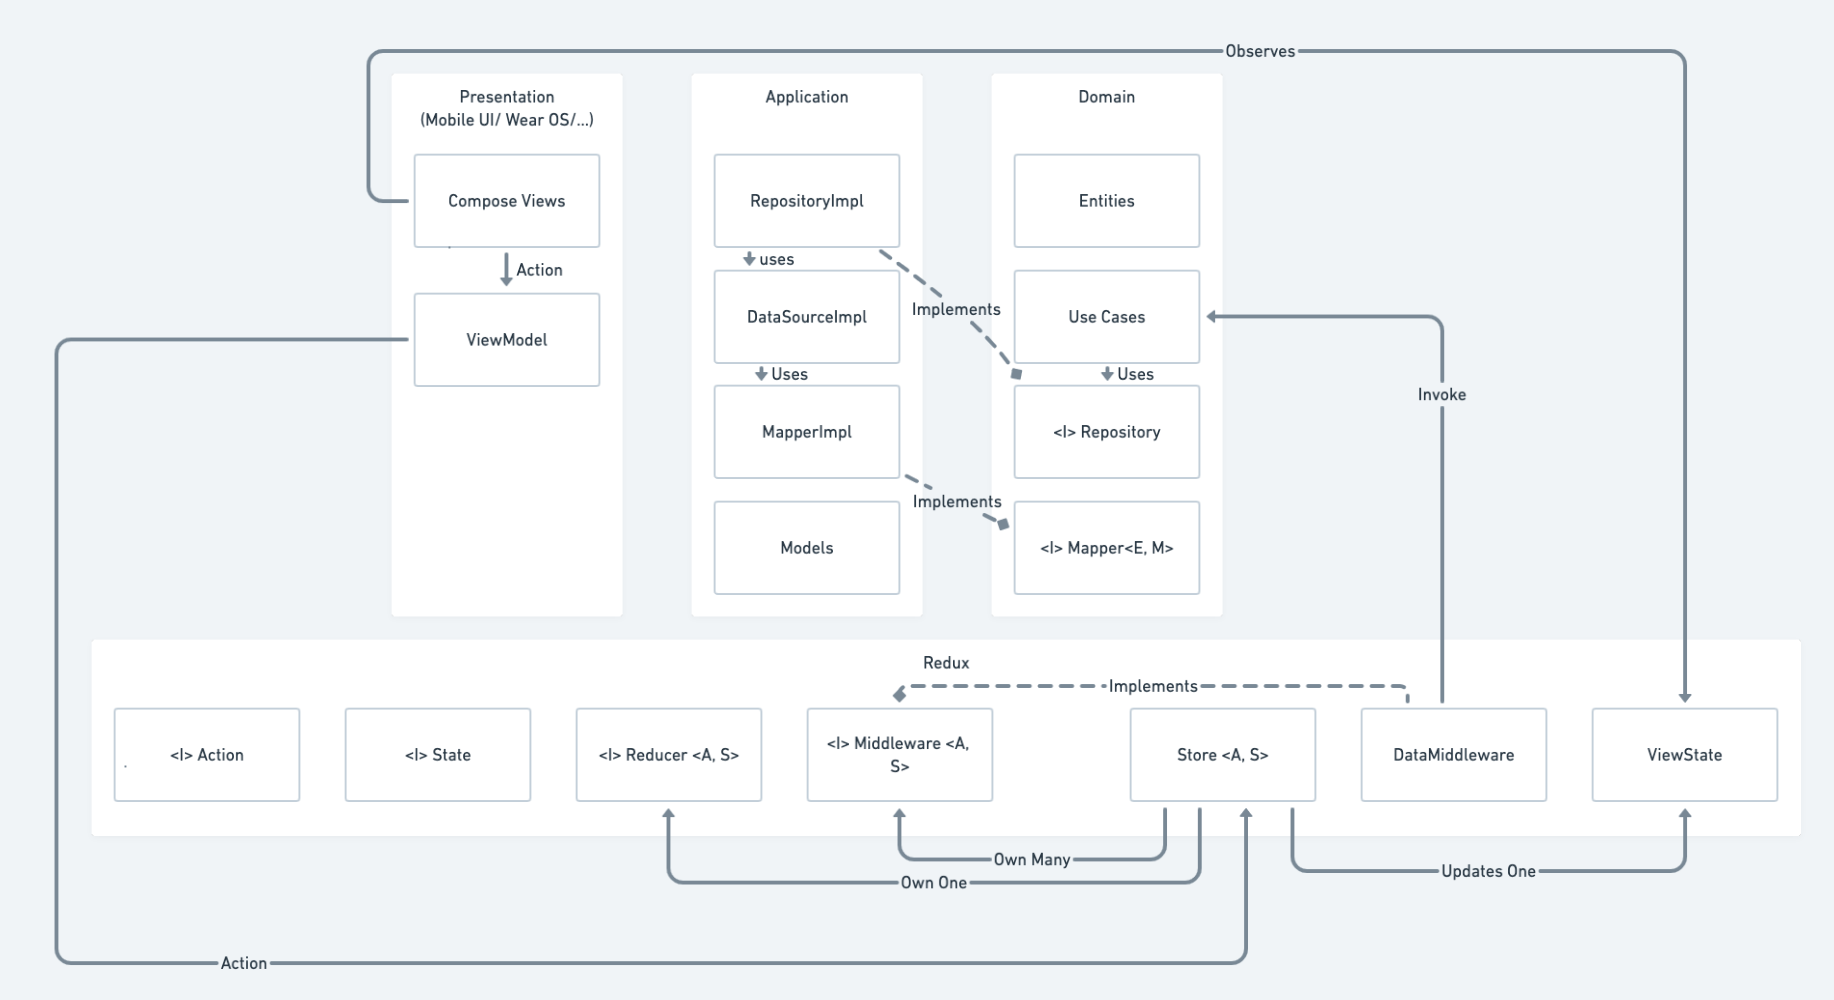 Observes
Presentation
(Mobile UI/ Wear OS/...)
Application
Domain
Compose Views
RepositoryImpl
Entities
uses
Action
Implements
DataSourceImpl
Use Cases
ViewModel
Uses
Uses
Invoke
MapperImpl
<I> Repository
Implements
Models
<I> Mapper<E, M>
Redux
Implements
<I> Action
<I> State
<I> Reducer <A, S>
<I> Middleware <A,
S>
Store <A, S>
DataMiddleware
ViewState
Own Many
Updates One
Own One
Action